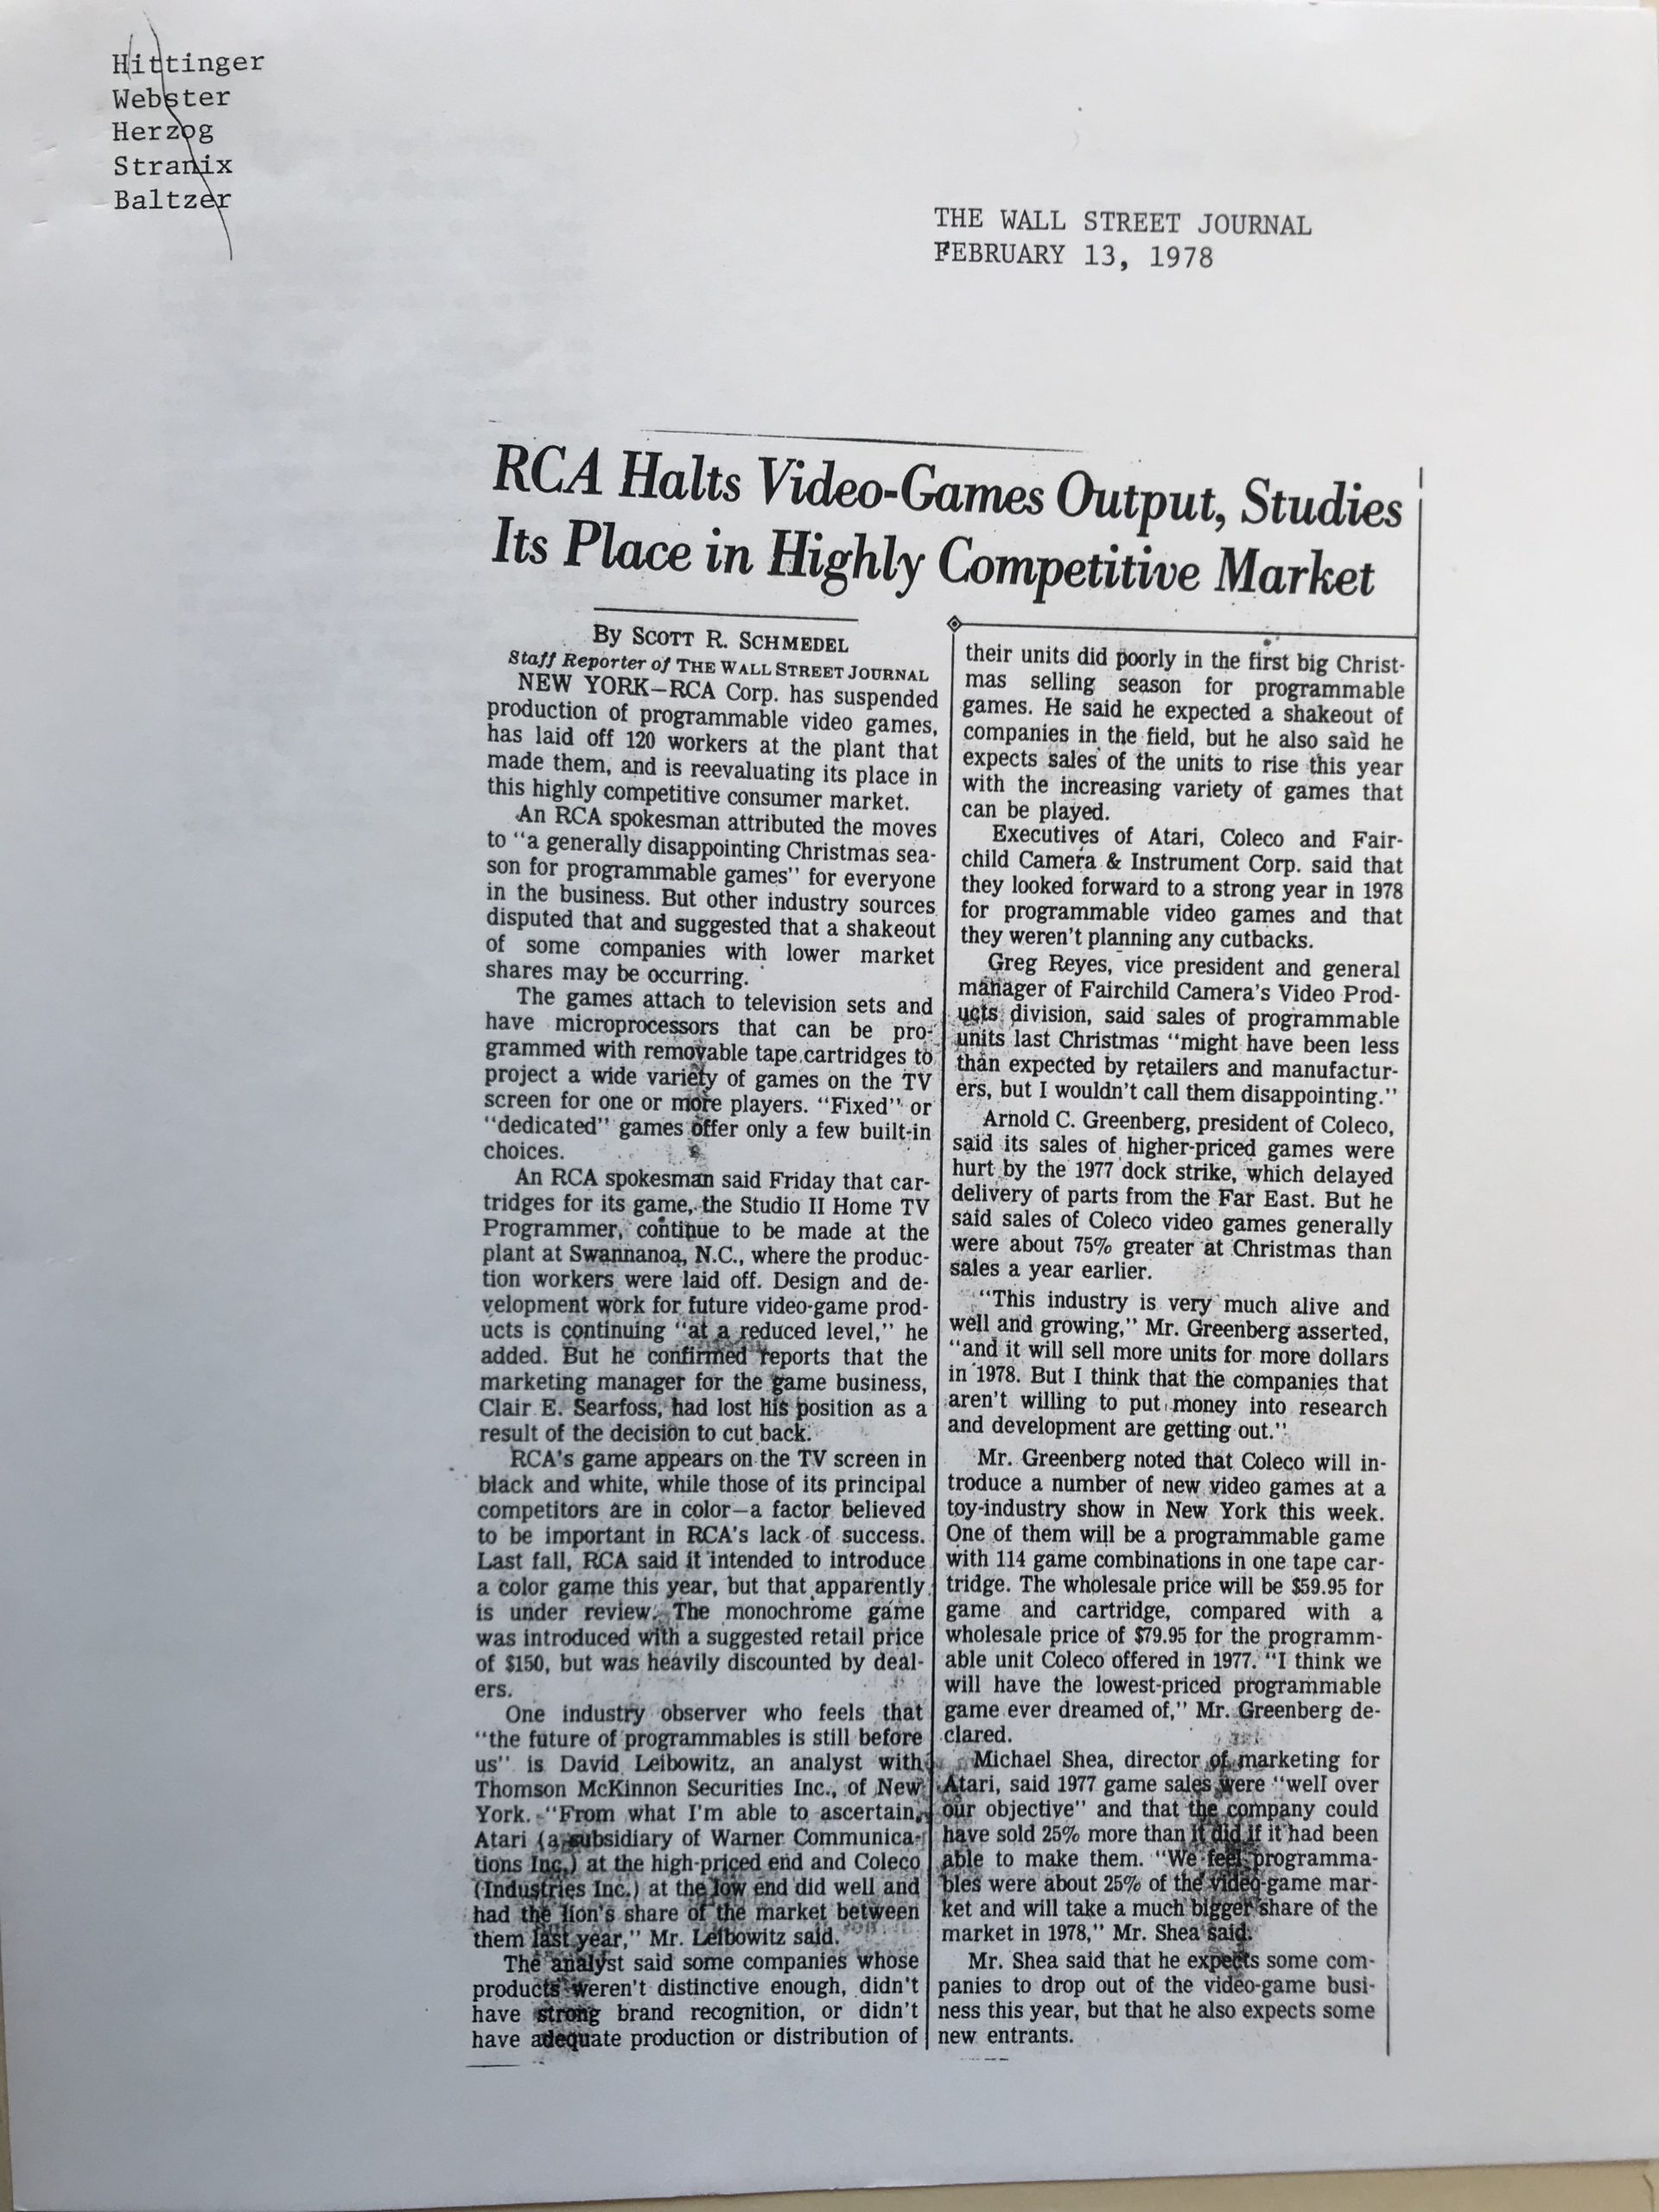 Hittinger
Webster
Herzog
Stranix
Baltzer
THE WALL STREET JOURNAL
FEBRUARY 13, 1978
RCA Halts Video-Games Output, Studies
Its Place in Highly Competitive Market
By SCOTT R. SCHMEDEL
Staff Reporter of THE WALL STREET JOURNAL
NEW YORK—RCA Corp. has suspended
production of programmable video games,
has laid off 120 workers at the plant that
made them, and is reevaluating its place in
this highly competitive consumer market.
An RCA spokesman attributed the moves
to "a generally disappointing Christmas sea-
son for programmable games" for everyone
in the business. But other industry sources
disputed that and suggested that a shakeout
of some companies with lower market
shares may be occurring.
The games attach to television sets and
have microprocessors that can be pro-
grammed with removable tape cartridges to
project a wide variety of games on the TV
screen for one or more players. "Fixed" or
"dedicated" games offer only a few built-in
choices.
An RCA spokesman said Friday that car-
tridges for its game, the Studio II Home TV
Programmer, continue to be made at the
plant at Swannanoa, N.C., where the produc-
tion workers were laid off. Design and de-
velopment work for future video-game prod-
ucts is continuing "at a reduced level," he
added. But he confirmed reports that the
marketing manager for the game business,
Clair E. Searfoss, had lost his position as a
result of the decision to cut back.
RCA's game appears on the TV screen in
black and white, while those of its principal
competitors are in color—a factor believed
to be important in RCA's lack of success.
Last fall, RCA said it intended to introduce
a color game this year, but that apparently
is under review. The monochrome game
was introduced with a suggested retail price
of $150, but was heavily discounted by deal-
ers.
One industry observer who feels that
"the future of programmables is still before
us" is David Leibowitz, an analyst with
Thomson McKinnon Securities Inc., of New
York. "From what I'm able to ascertain,
Atari (a subsidiary of Warner Communica-
tions Inc.) at the high-priced end and Coleco
(Industries Inc.) at the low end did well and
had the lion's share of the market between
them last year," Mr. Leibowitz said.
The analyst said some companies whose
products weren't distinctive enough, didn't
have strong brand recognition, or didn't
have adequate production or distribution of
their units did poorly in the first big Christ-
mas selling season for programmable
games. He said he expected a shakeout of
companies in the field, but he also said he
expects sales of the units to rise this year
with the increasing variety of games that
can be played.
Executives of Atari, Coleco and Fair-
child Camera & Instrument Corp. said that
they looked forward to a strong year in 1978
for programmable video games and that
they weren't planning any cutbacks.
Greg Reyes, vice president and general
manager of Fairchild Camera's Video Prod-
ucts division, said sales of programmable
units last Christmas "might have been less
than expected by retailers and manufactur-
ers, but I wouldn't call them disappointing."
Arnold C. Greenberg, president of Coleco,
said its sales of higher-priced games were
hurt by the 1977 dock strike, which delayed
delivery of parts from the Far East. But he
said sales of Coleco video games generally
were about 75% greater at Christmas than
sales a year earlier.
"This industry is very much alive and
well and growing," Mr. Greenberg asserted,
"and it will sell more units for more dollars
in 1978. But I think that the companies that
aren't willing to put money into research
and development are getting out."
Mr. Greenberg noted that Coleco will in-
troduce a number of new video games at a
toy-industry show in New York this week.
One of them will be a programmable game
with 114 game combinations in one tape car-
tridge. The wholesale price will be $59.95 for
game and cartridge, compared with a
wholesale price of $79.95 for the programm-
able unit Coleco offered in 1977. "I think we
will have the lowest-priced programmable
game ever dreamed of," Mr. Greenberg de-
clared.
Michael Shea, director of marketing for
Atari, said 1977 game sales were "well over
our objective" and that the company could
have sold 25% more than it did if it had been
able to make them. "We feel programma-
bles were about 25% of the video-game mar-
ket and will take a much bigger share of the
market in 1978," Mr. Shea said.
Mr. Shea said that he expects some com-
panies to drop out of the video-game busi-
ness this year, but that he also expects some
new entrants.